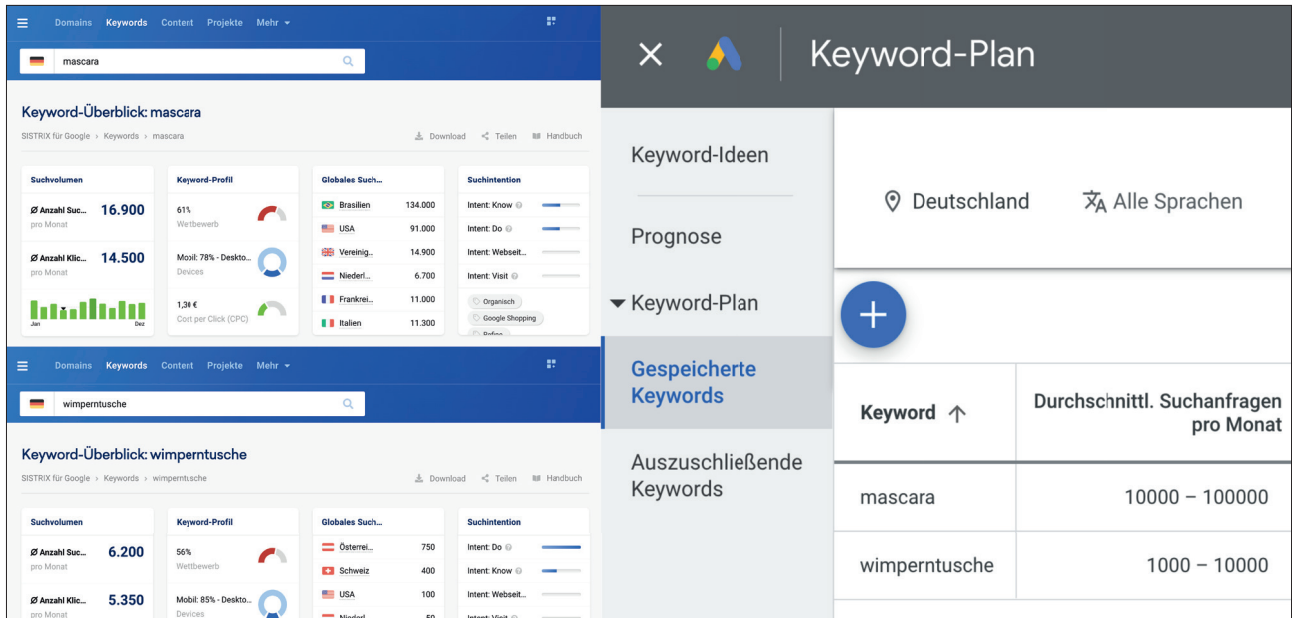 Domains Keywords Content Projekte Mehr
mascara
Keyword-Überblick: mascara
SISTRIX für Google › Keywords › mascara
Download Teilen Handbuch
Suchvolumen
Ø Anzahl Suc... 16.900
pro Monat
Ø Anzahl Klic... 14.500
pro Monat
Jan Dez
Keyword-Profil
61%
Wettbewerb
Mobil: 78% - Deskto...
Devices
1,30 €
Cost per Click (CPC)
Globales Such...
Brasilien 134.000
USA 91.000
Vereinig... 14.900
Niederl... 6.700
Frankrei... 11.000
Italien 11.300
Suchintention
Intent: Know
Intent: Do
Intent: Webseit...
Intent: Visit
Organisch
Google Shopping
Refine
Domains Keywords Content Projekte Mehr
wimperntusche
Keyword-Überblick: wimperntusche
SISTRIX für Google › Keywords › wimperntusche
Download Teilen Handbuch
Suchvolumen
Ø Anzahl Suc... 6.200
pro Monat
Ø Anzahl Klic... 5.350
pro Monat
Keyword-Profil
56%
Wettbewerb
Mobil: 85% - Deskto...
Devices
Globales Such...
Österrei... 750
Schweiz 400
USA 100
Niederl... 50
Suchintention
Intent: Do
Intent: Know
Intent: Webseit...
Intent: Visit
Keyword-Plan
Keyword-Ideen
Prognose
Keyword-Plan
Gespeicherte
Keywords
Auszuschließende
Keywords
Deutschland Alle Sprachen
Keyword ↑ Durchschnittl. Suchanfragen
pro Monat
mascara 10000 – 100000
wimperntusche 1000 – 10000